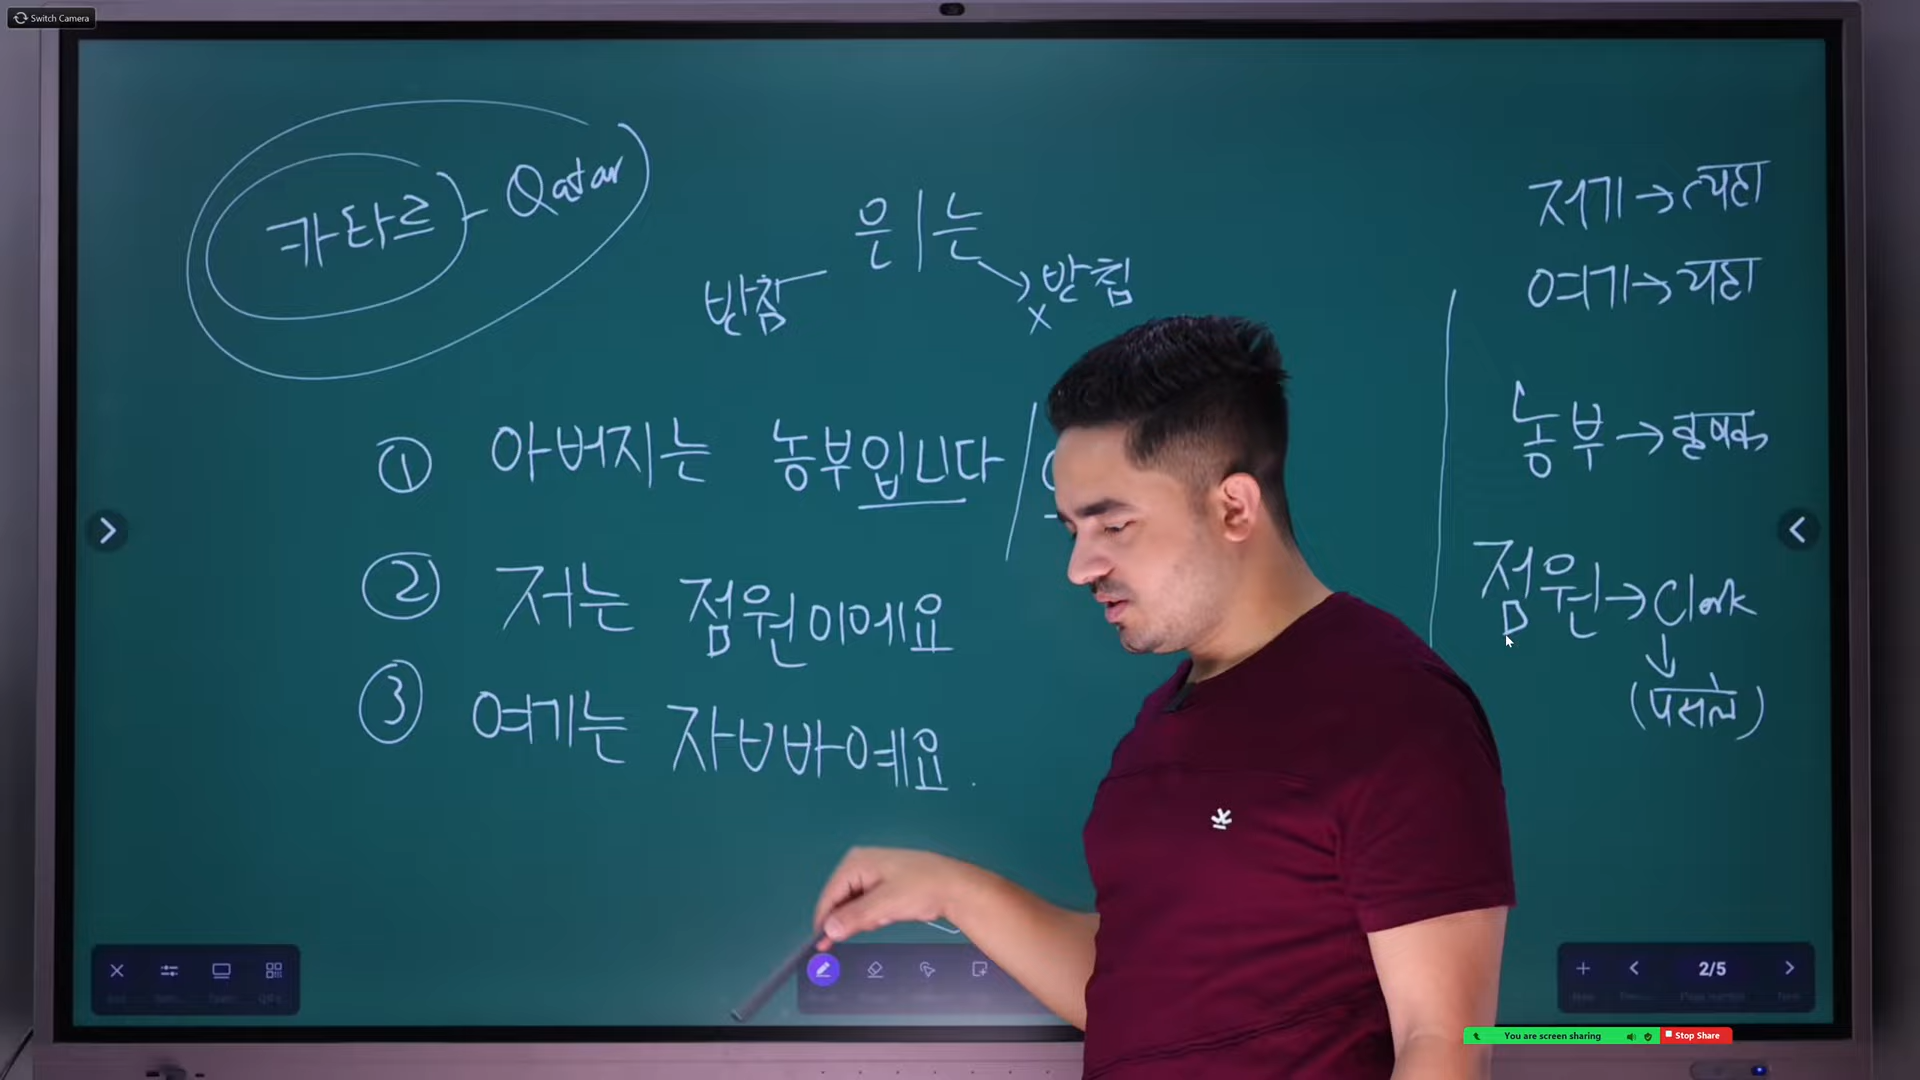 Switch Camera
카타르 - Qatar
은 | 는
받침
받침
x
① 아버지는 농부입니다 /
② 저는 점원이에요
③ 여기는 자ㅂ바예요.
저기 → त्यहा
여기 → यहा
농부 → कृषक
점원 → Clerk
(पसले)
2/5
You are screen sharing
Stop Share